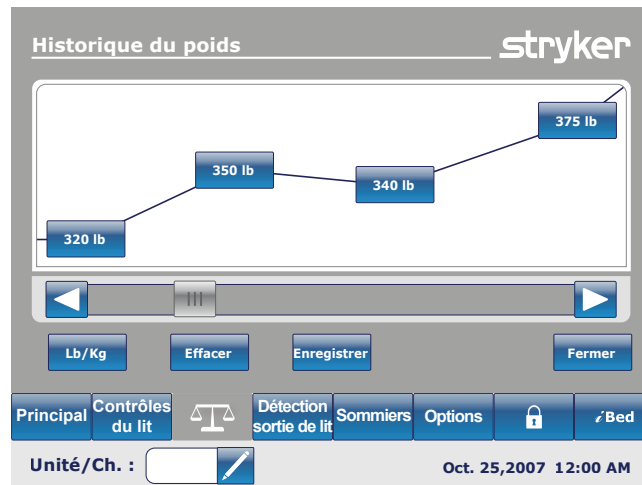 Historique du poids
stryker
375 lb
350 lb
340 lb
320 lb
Lb/Kg
Effacer
Enregistrer
Fermer
Principal
Contrôles
du lit
Détection
sortie de lit
Sommiers
Options
iBed
Unité/Ch. :
Oct. 25,2007 12:00 AM